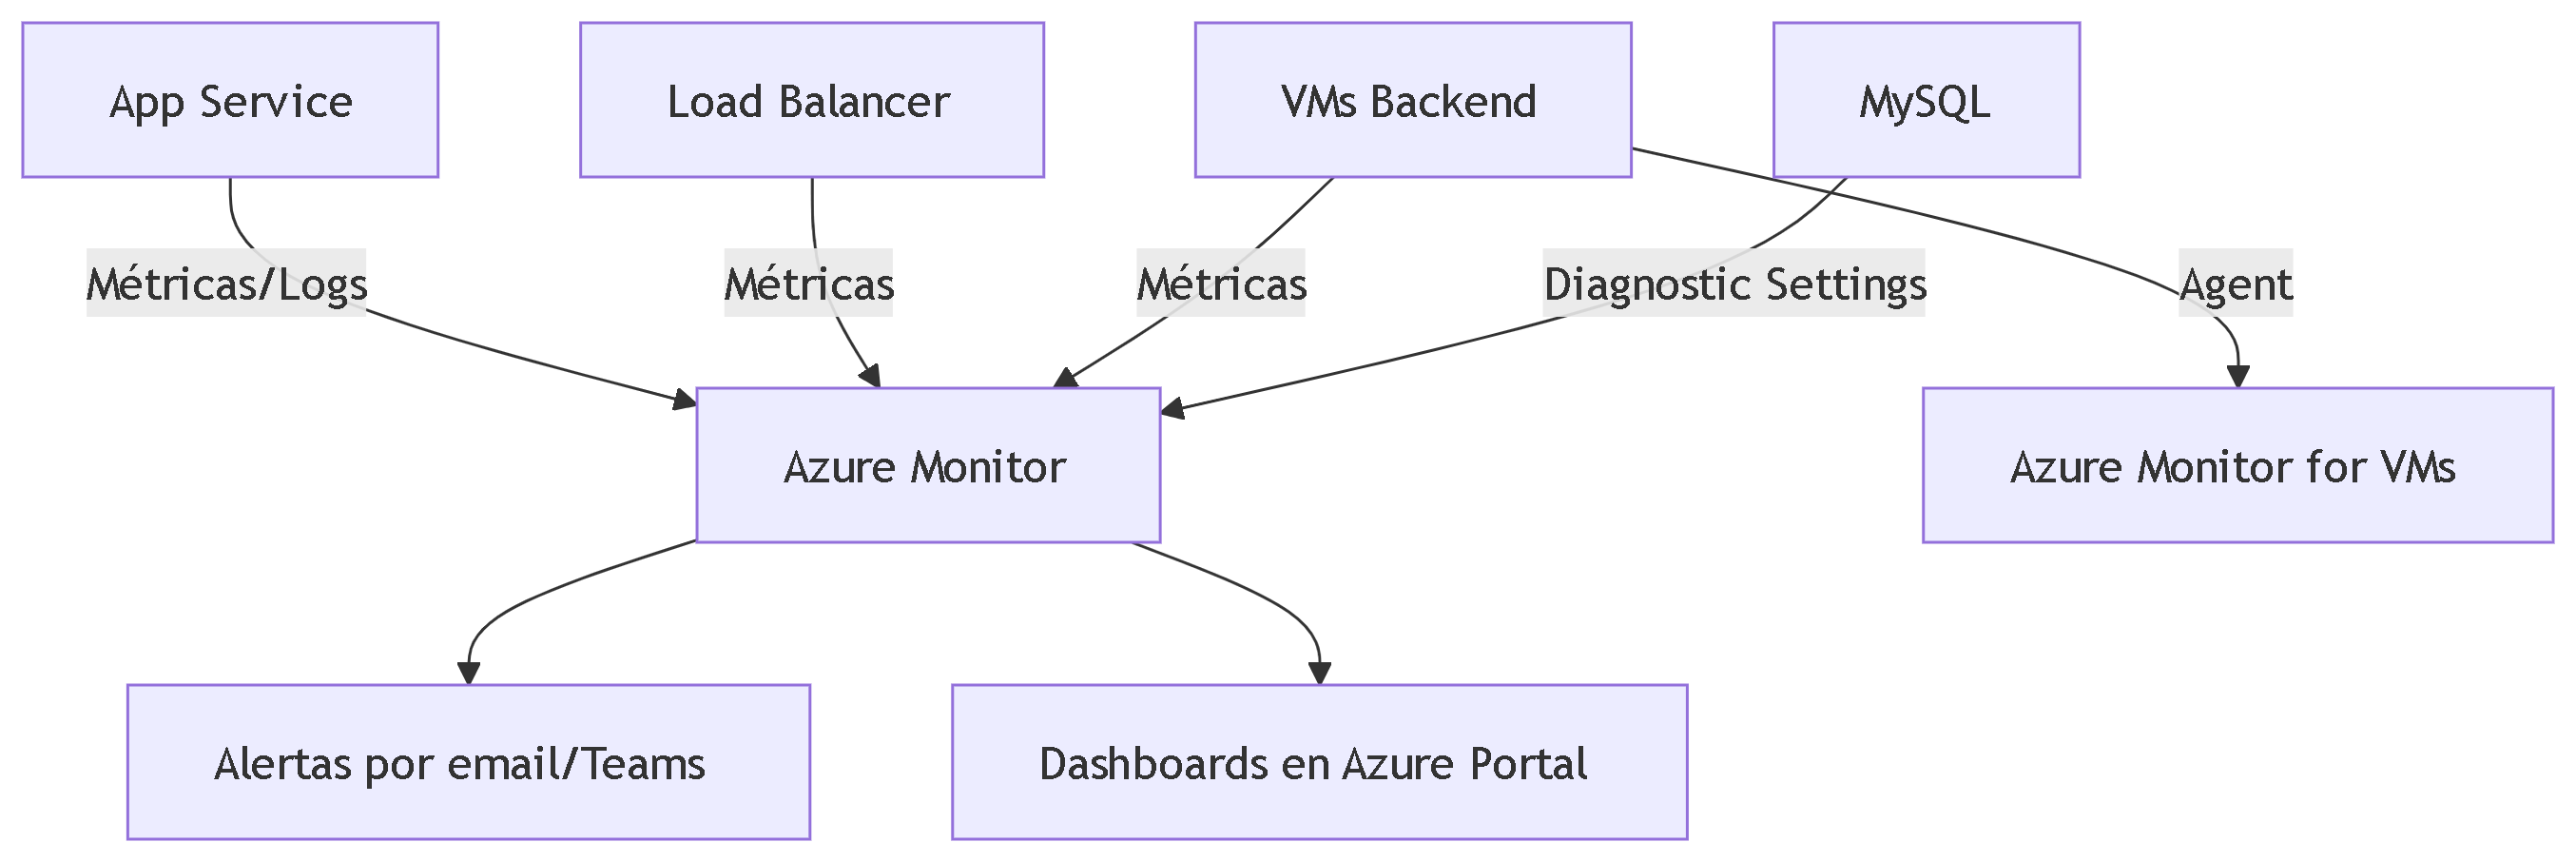 App Service
Load Balancer
VMs Backend
MySQL
Métricas/Logs
Métricas
Métricas
Diagnostic Settings
Agent
Azure Monitor
Azure Monitor for VMs
Alertas por email/Teams
Dashboards en Azure Portal